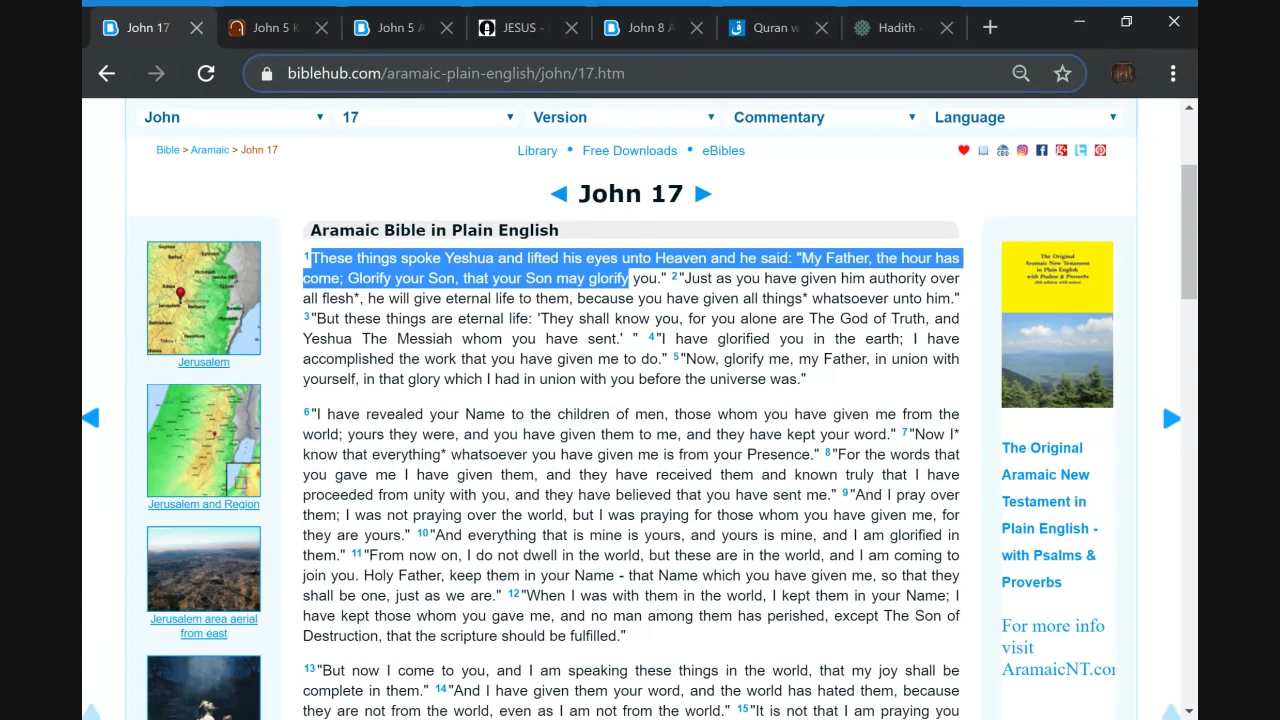 John 17
John 5 K
John 5 A
JESUS -
John 8 A
Quran w
Hadith -
biblehub.com/aramaic-plain-english/john/17.htm
John
17
Version
Commentary
Language
Bible > Aramaic > John 17
Library • Free Downloads • eBibles
John 17
Aramaic Bible in Plain English
1These things spoke Yeshua and lifted his eyes unto Heaven and he said: "My Father, the hour has
come; Glorify your Son, that your Son may glorify you." 2"Just as you have given him authority over
all flesh*, he will give eternal life to them, because you have given all things* whatsoever unto him."
3"But these things are eternal life: 'They shall know you, for you alone are The God of Truth, and
Yeshua The Messiah whom you have sent.' " 4"I have glorified you in the earth; I have
accomplished the work that you have given me to do." 5"Now, glorify me, my Father, in union with
yourself, in that glory which I had in union with you before the universe was."
6"I have revealed your Name to the children of men, those whom you have given me from the
world; yours they were, and you have given them to me, and they have kept your word." 7"Now I*
know that everything* whatsoever you have given me is from your Presence." 8"For the words that
you gave me I have given them, and they have received them and known truly that I have
proceeded from unity with you, and they have believed that you have sent me." 9"And I pray over
them; I was not praying over the world, but I was praying for those whom you have given me, for
they are yours." 10"And everything that is mine is yours, and yours is mine, and I am glorified in
them." 11"From now on, I do not dwell in the world, but these are in the world, and I am coming to
join you. Holy Father, keep them in your Name - that Name which you have given me, so that they
shall be one, just as we are." 12"When I was with them in the world, I kept them in your Name; I
have kept those whom you gave me, and no man among them has perished, except The Son of
Destruction, that the scripture should be fulfilled."
13"But now I come to you, and I am speaking these things in the world, that my joy shall be
complete in them." 14"And I have given them your word, and the world has hated them, because
they are not from the world, even as I am not from the world." 15"It is not that I am praying you
Jerusalem
Jerusalem and Region
Jerusalem area aerial
from east
The Original
Aramaic New Testament in
Plain English
with Psalms & Proverbs
The Original
Aramaic New
Testament in
Plain English -
with Psalms &
Proverbs
For more info
visit
AramaicNT.co